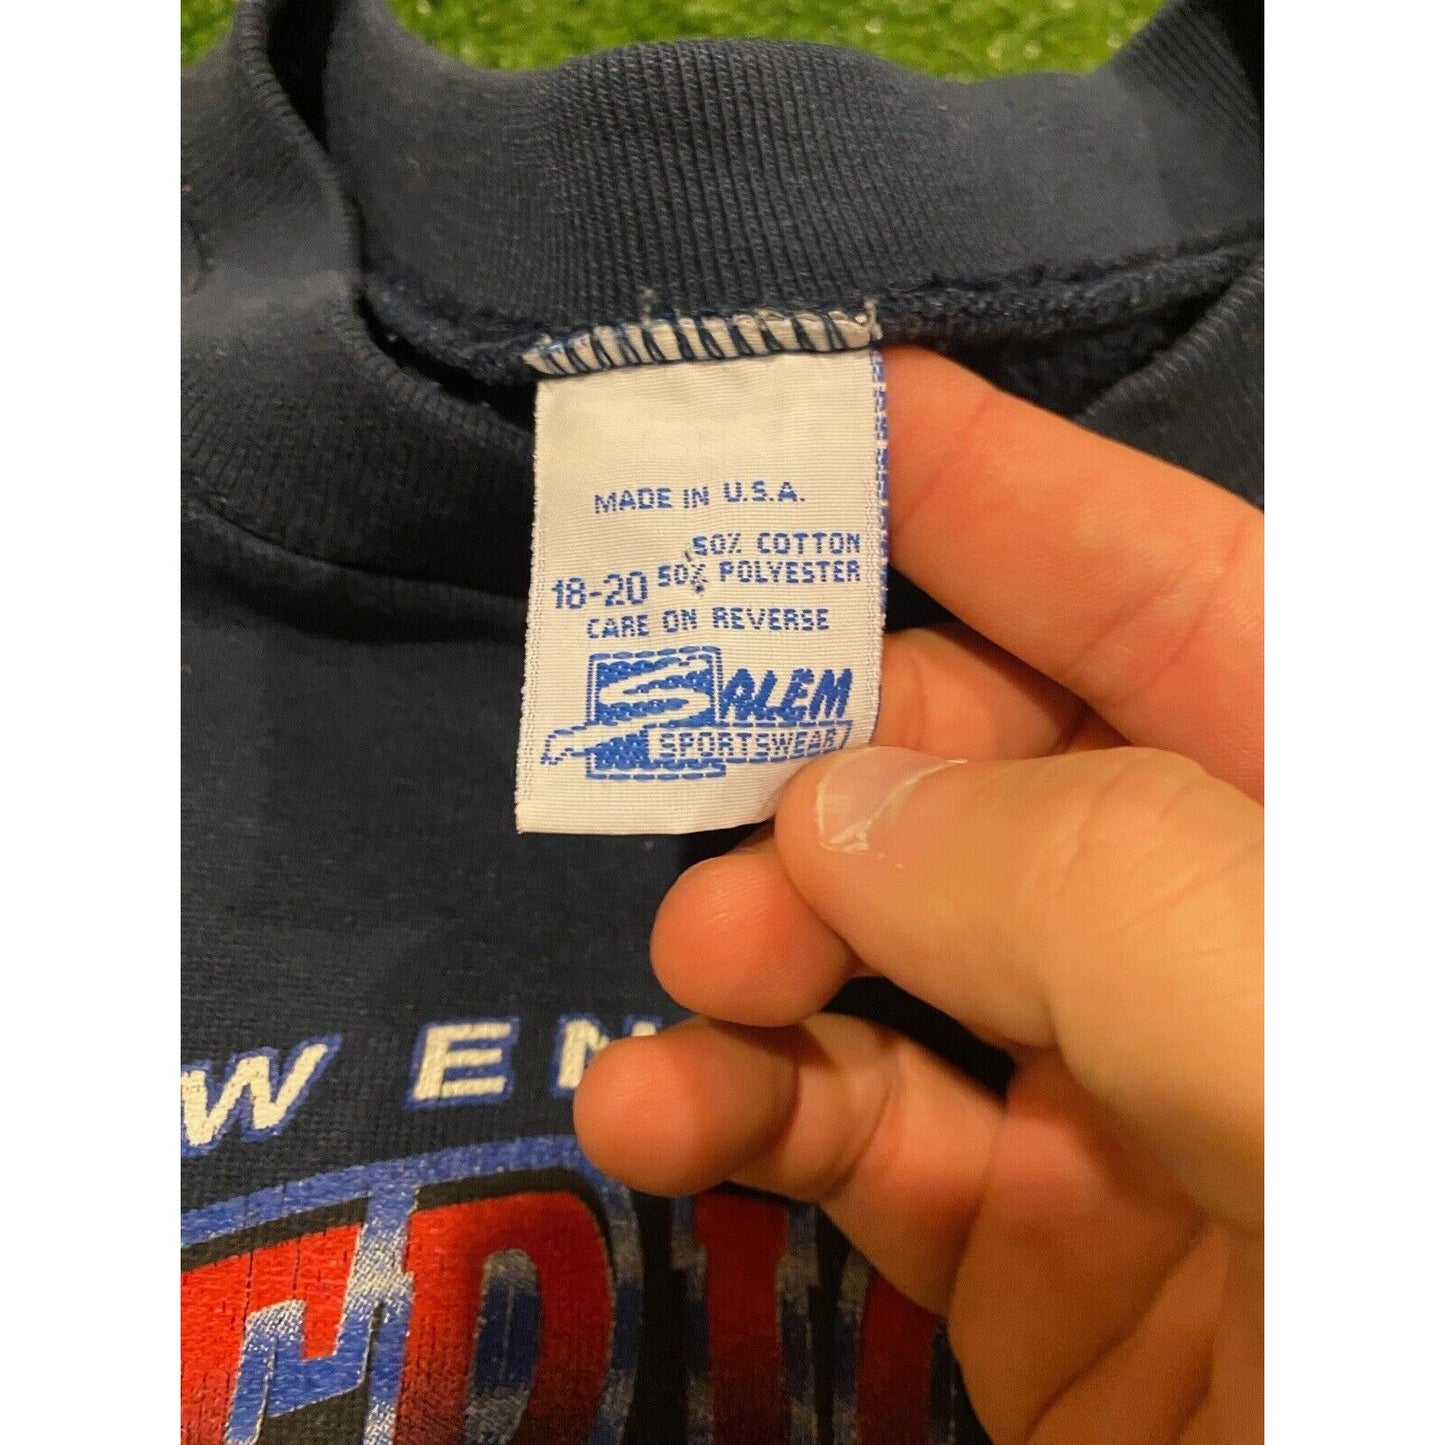 MADE IN U.S.A.
50% COTTON
18-20 50% POLYESTER
CARE ON REVERSE
SALEM
SPORTSWEAR
W EN